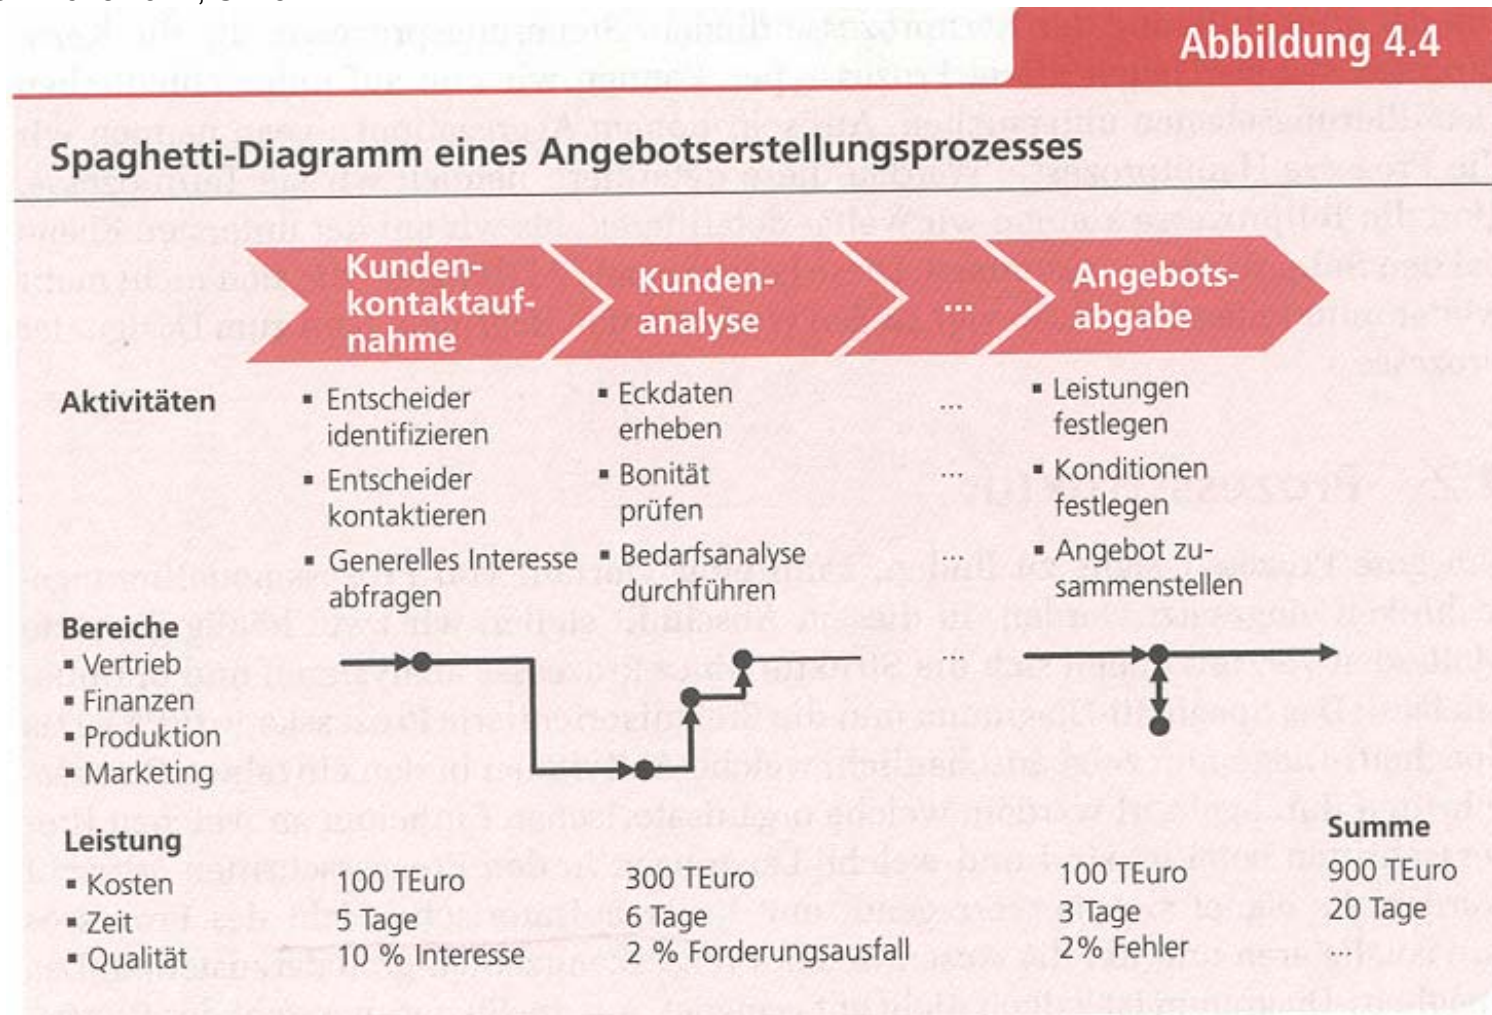 Abbildung 4.4
Spaghetti-Diagramm eines Angebotserstellungsprozesses
Kunden-
kontaktauf-
nahme
Kunden-
analyse
...
Angebots-
abgabe
Aktivitäten
▪ Entscheider
identifizieren
▪ Entscheider
kontaktieren
▪ Generelles Interesse
abfragen
▪ Eckdaten
erheben
▪ Bonität
prüfen
▪ Bedarfsanalyse
durchführen
...
...
...
▪ Leistungen
festlegen
▪ Konditionen
festlegen
▪ Angebot zu-
sammenstellen
Bereiche
▪ Vertrieb
▪ Finanzen
▪ Produktion
▪ Marketing
...
Leistung Summe
▪ Kosten 100 TEuro 300 TEuro 100 TEuro 900 TEuro
▪ Zeit 5 Tage 6 Tage 3 Tage 20 Tage
▪ Qualität 10 % Interesse 2 % Forderungsausfall 2% Fehler ...